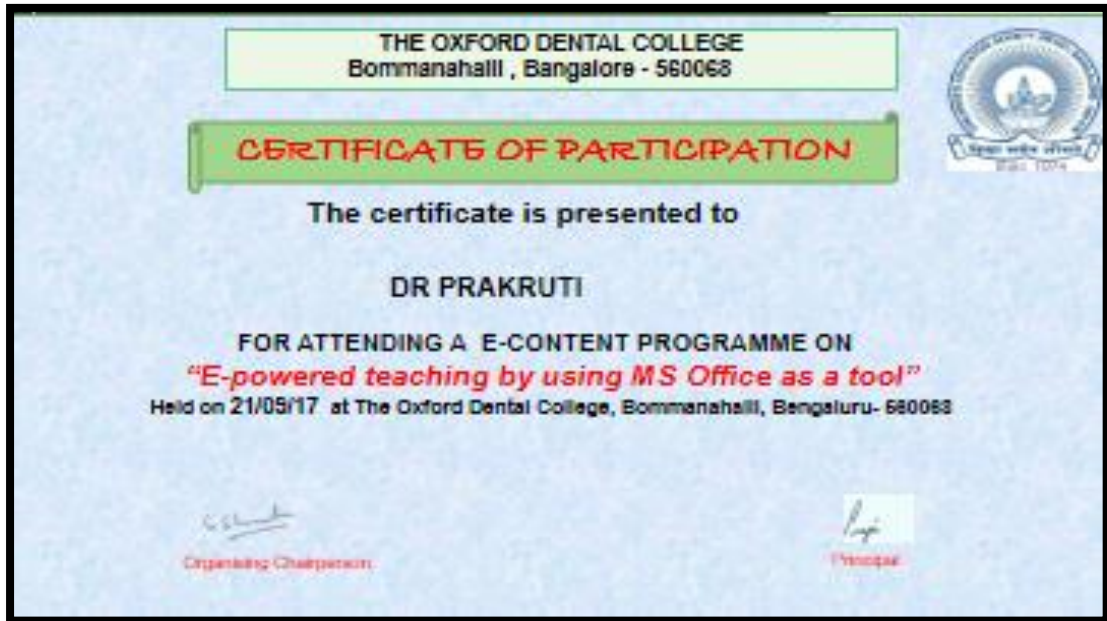 THE OXFORD DENTAL COLLEGE
Bommanahalli , Bangalore - 560068
CERTIFICATE OF PARTICIPATION
The certificate is presented to
DR PRAKRUTI
FOR ATTENDING A E-CONTENT PROGRAMME ON
“E-powered teaching by using MS Office as a tool”
Held on 21/09/17 at The Oxford Dental College, Bommanahalli, Bengaluru- 560068
Organising Chairperson
Principal